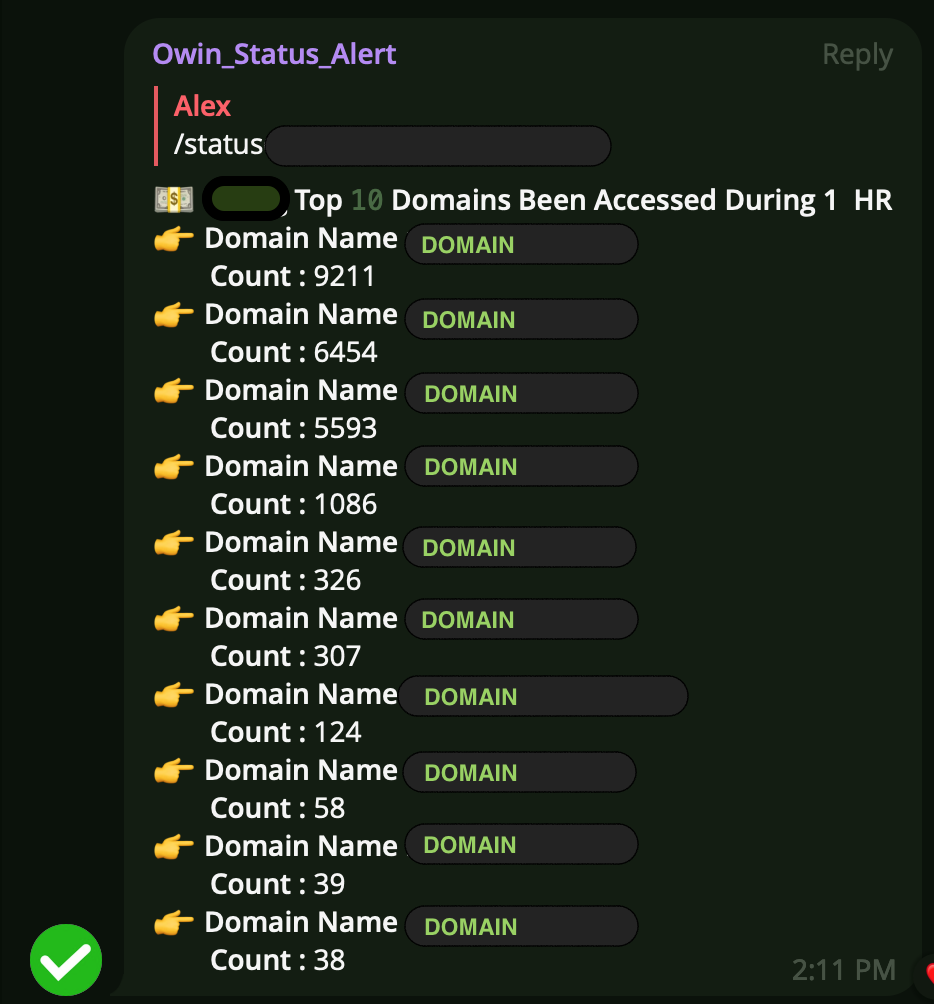 Owin_Status_Alert Reply
Alex
/status
Top 10 Domains Been Accessed During 1 HR
Domain Name DOMAIN
Count : 9211
Domain Name DOMAIN
Count : 6454
Domain Name DOMAIN
Count : 5593
Domain Name DOMAIN
Count : 1086
Domain Name DOMAIN
Count : 326
Domain Name DOMAIN
Count : 307
Domain Name DOMAIN
Count : 124
Domain Name DOMAIN
Count : 58
Domain Name DOMAIN
Count : 39
Domain Name DOMAIN
Count : 38
2:11 PM